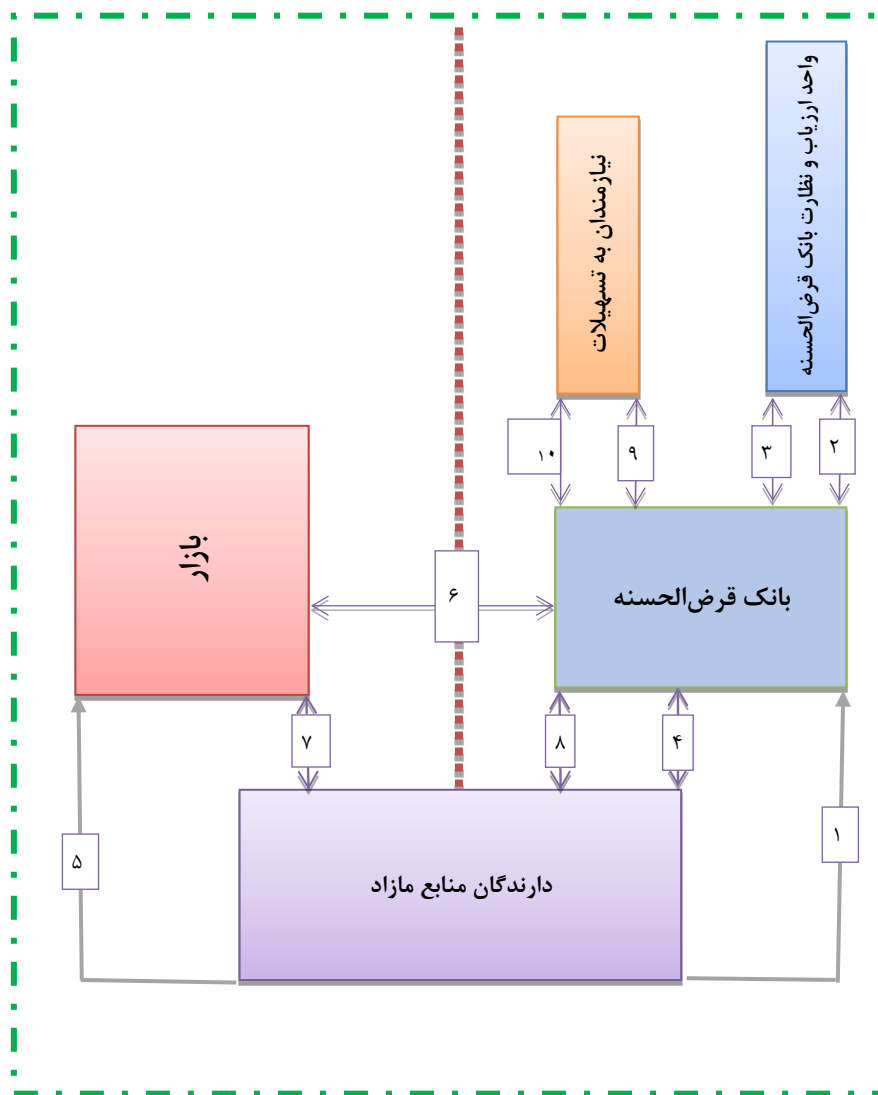 واحد ارزیاب و نظارت بانک قرض‌الحسنه
نیازمندان به تسهیلات
۲
۳
۹
۱۰
بازار
بانک قرض‌الحسنه
۶
۴
۸
۷
۱
۵
دارندگان منابع مازاد